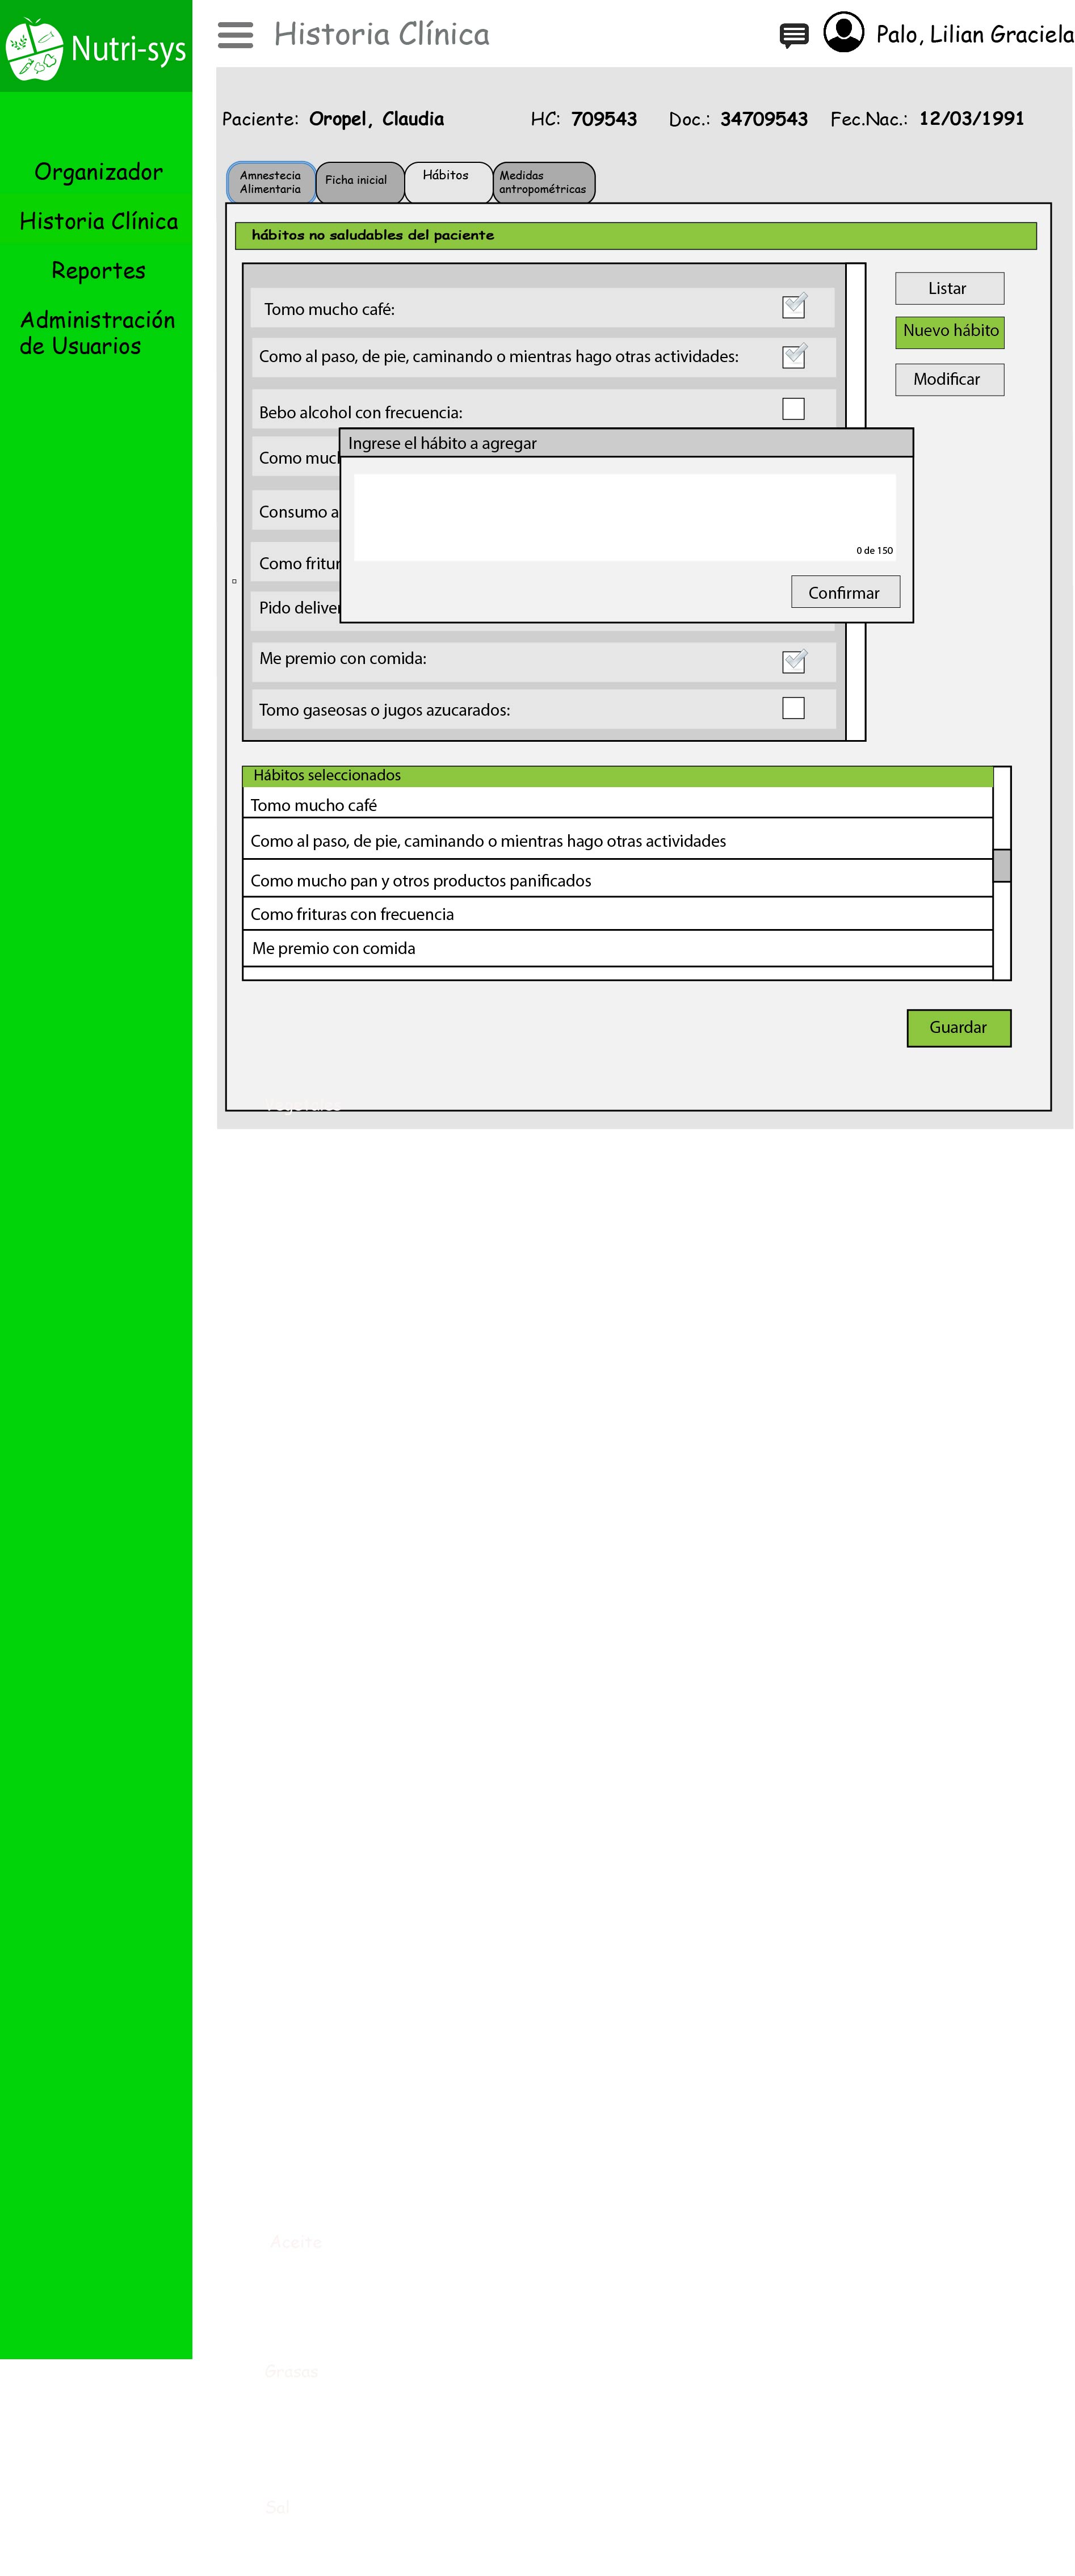 Nutri-sys
Historia Clínica
Palo, Lilian Graciela
Organizador
Historia Clínica
Reportes
Administración
de Usuarios
Paciente: Oropel, Claudia HC: 709543 Doc.: 34709543 Fec.Nac.: 12/03/1991
Amnestecia
Alimentaria
Ficha inicial
Hábitos
Medidas
antropométricas
hábitos no saludables del paciente
Listar
Nuevo hábito
Modificar
Tomo mucho café:
Como al paso, de pie, caminando o mientras hago otras actividades:
Bebo alcohol con frecuencia:
Como
Consumo a
Como
Pido
Me premio con comida:
Tomo gaseosas o jugos azucarados:
Ingrese el hábito a agregar
0 de 150
Confirmar
Hábitos seleccionados
Tomo mucho café
Como al paso, de pie, caminando o mientras hago otras actividades
Como mucho pan y otros productos panificados
Como frituras con frecuencia
Me premio con comida
Guardar
Aceite
Grasas
Sal